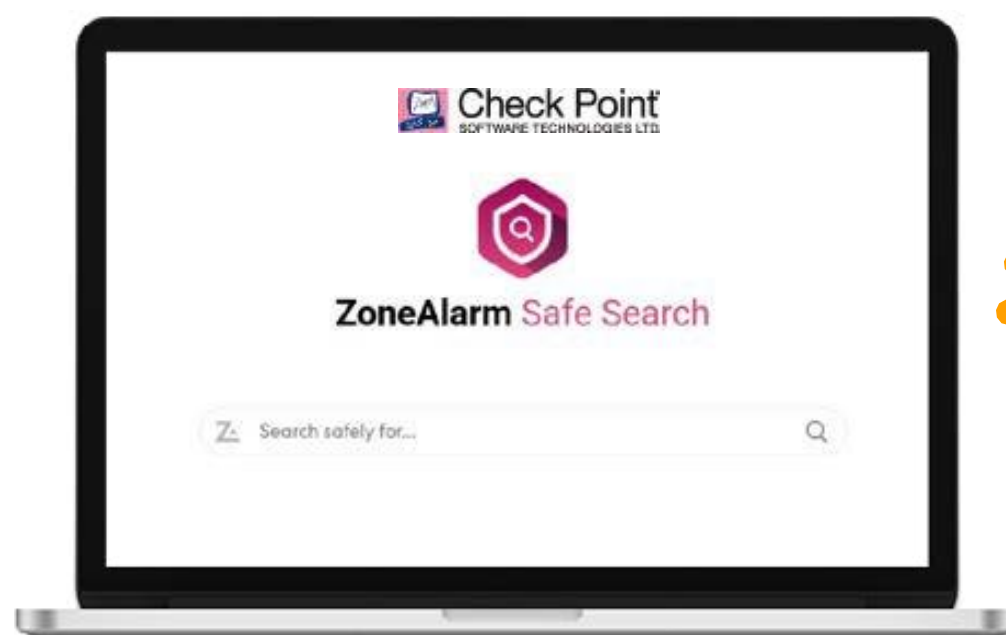 Check Point
SOFTWARE TECHNOLOGIES LTD.
ZoneAlarm Safe Search
Search safely for...